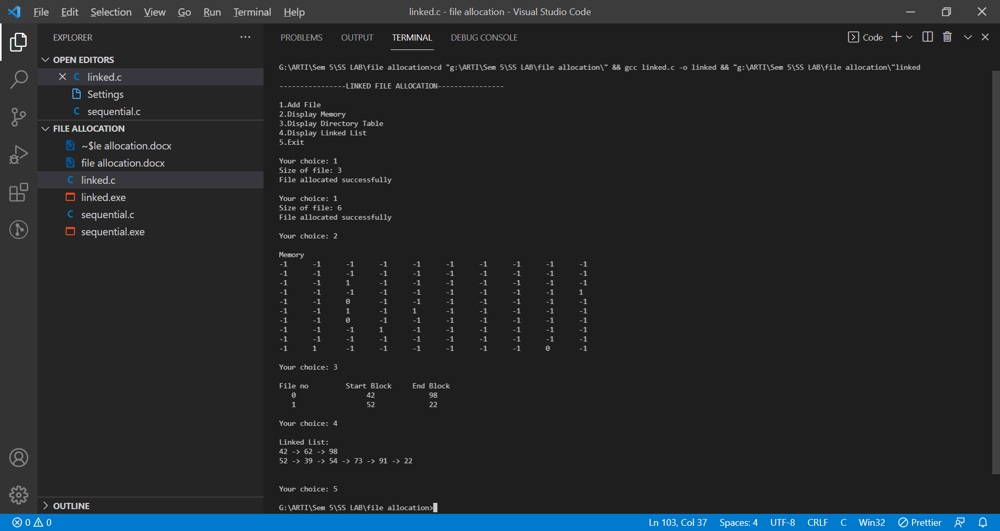 File Edit Selection View Go Run Terminal Help linked.c - file allocation - Visual Studio Code
EXPLORER ...
OPEN EDITORS
C linked.c
Settings
C sequential.c
FILE ALLOCATION
~$le allocation.docx
file allocation.docx
C linked.c
linked.exe
C sequential.c
sequential.exe
OUTLINE
PROBLEMS OUTPUT TERMINAL DEBUG CONSOLE Code
G:\ARTI\Sem 5\SS LAB\file allocation>cd "g:\ARTI\Sem 5\SS LAB\file allocation\" && gcc linked.c -o linked && "g:\ARTI\Sem 5\SS LAB\file allocation\"linked
----------------LINKED FILE ALLOCATION----------------
1.Add File
2.Display Memory
3.Display Directory Table
4.Display Linked List
5.Exit
Your choice: 1
Size of file: 3
File allocated successfully
Your choice: 1
Size of file: 6
File allocated successfully
Your choice: 2
Memory
-1 -1 -1 -1 -1 -1 -1 -1 -1 -1
-1 -1 -1 -1 -1 -1 -1 -1 -1 -1
-1 -1 1 -1 -1 -1 -1 -1 -1 -1
-1 -1 -1 -1 -1 -1 -1 -1 -1 1
-1 -1 0 -1 -1 -1 -1 -1 -1 -1
-1 -1 1 -1 1 -1 -1 -1 -1 -1
-1 -1 0 -1 -1 -1 -1 -1 -1 -1
-1 -1 -1 1 -1 -1 -1 -1 -1 -1
-1 -1 -1 -1 -1 -1 -1 -1 -1 -1
-1 1 -1 -1 -1 -1 -1 -1 0 -1
Your choice: 3
File no Start Block End Block
0 42 98
1 52 22
Your choice: 4
Linked List:
42 -> 62 -> 98
52 -> 39 -> 54 -> 73 -> 91 -> 22
Your choice: 5
G:\ARTI\Sem 5\SS LAB\file allocation>
0 0 Ln 103, Col 37 Spaces: 4 UTF-8 CRLF C Win32 Prettier